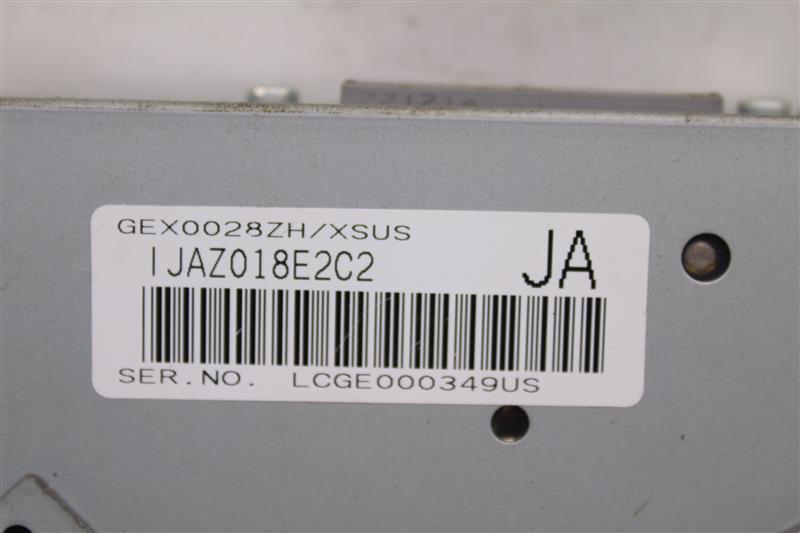 GEX0028ZH/XSUS
IJAZ018E2C2
JA
SER.NO. LCGE000349US